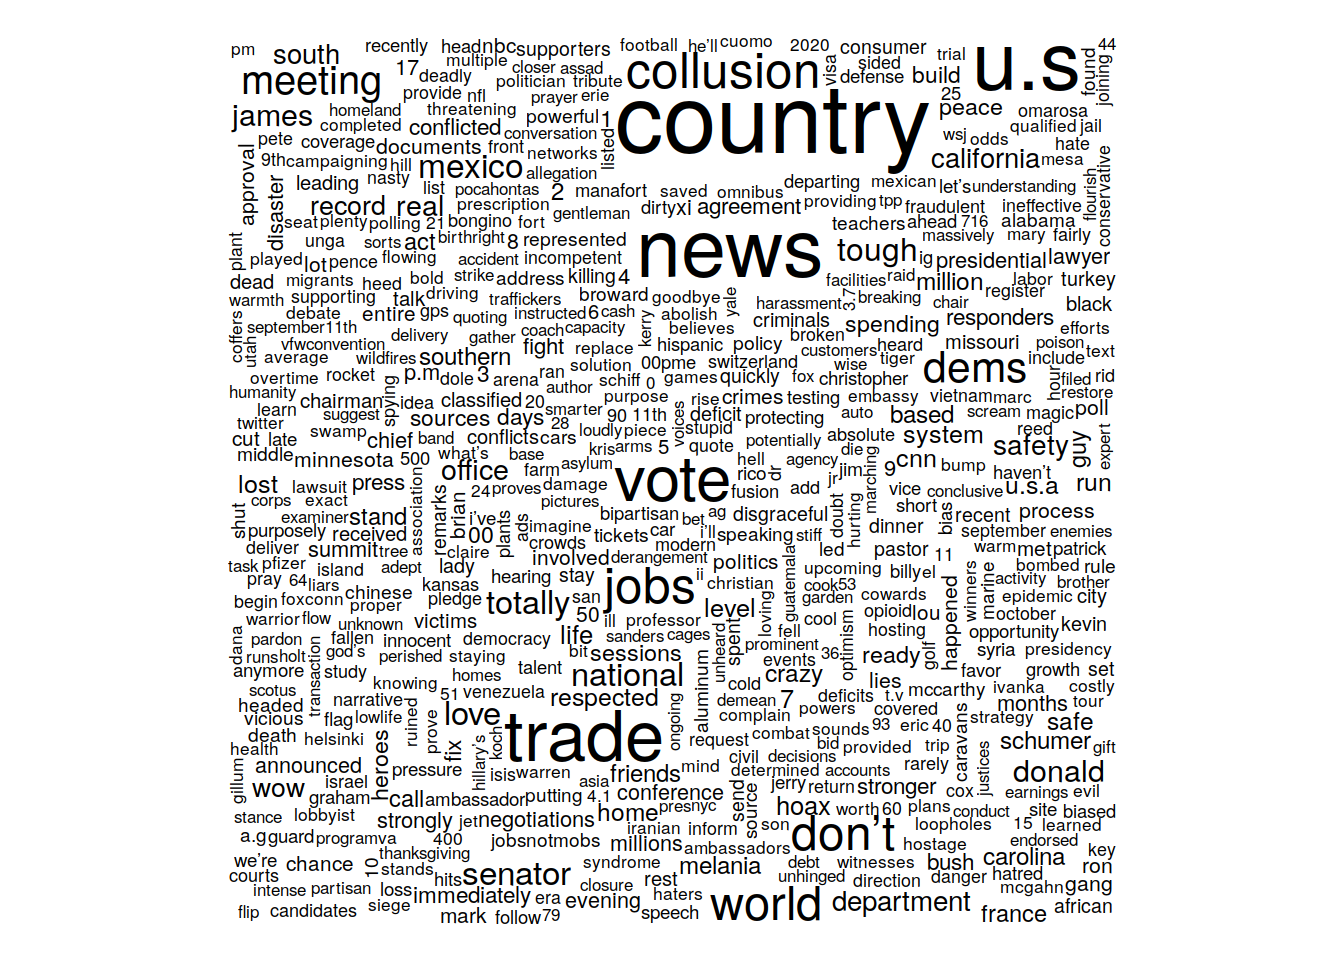 pm south recently head nbc supporters football he'll cuomo 2020 consumer trial u.s 44
meeting 17 multiple closer assad collusion visa sided defense build found joining
deadly politician tribute 25
james homeland provide nfl prayer erie country peace omarosa
threatening powerful 1
completed conflicted conversation listed wsj odds qualified jail
pete coverage documents front networks hate
approval 9th campaigning hill mexico allegation california mesa
disaster leading nasty list pocahontas 2 manafort saved omnibus departing mexican let's understanding flourish conservative
record real prescription gentleman dirty xi agreement providing tpp fraudulent ineffective
seat plenty polling 21 bongino fort teachers ahead 716 alabama
plant unga sorts act birthright 8 represented news tough massively mary fairly
played lot pence flowing accident incompetent ig presidential lawyer
dead migrants heed bold strike address killing 4 facilities raid million labor turkey
warmth supporting talk driving traffickers broward goodbye yale harassment 3.7 breaking chair register black
coffers debate entire gps quoting instructed 6 cash abolish criminals spending responders
september11th coach capacity kerry believes broken efforts
utah vfwconvention delivery gather fight replace hispanic policy customers heard missouri poison
average wildfires southern solution 00pme switzerland wise tiger dems include text
overtime rocket p.m dole 3 arena ran author schiff 0 games quickly fox christopher hour filed rid
humanity chairman spying idea classified 20 smarter purpose rise crimes testing embassy vietnam marc restore
learn suggest sources days 28 90 11th voices deficit protecting auto based scream magic poll
twitter swamp loudly piece stupid reed
cut late chief band conflicts cars kris arms 5 quote potentially absolute system safety guy expert
middle minnesota 500 what's base hell agency die 9 cnn bump haven't
lost lawsuit press office farm asylum vote rico dr jr jim u.s.a run
corps exact 24 proves damage fusion add marching vice conclusive
shut examiner stand association remarks brian i've ads pictures bipartisan bet ag disgraceful doubt hurting short bias recent process
purposely received 00 plants imagine tickets car i'll speaking stiff dinner september enemies
deliver summit tree claire crowds modern led pastor 11 warm met patrick
task pfizer island adept lady involved derangement politics guatemala upcoming billy el bombed rule
pray 64 liars chinese kansas hearing stay jobs ii christian cook 53 happened winners marine activity brother
begin foxconn proper pledge totally san level loving garden cowards epidemic city
warrior flow unknown victims 50 ill professor cool opioid lou october
adana pardon fallen innocent democracy life sanders cages unheard spent fell optimism hosting opportunity kevin
runs holt god's perished staying bit sessions prominent events 36 ready golf syria presidency
anymore transaction study knowing homes talent national aluminum cold crazy lies favor growth set
scotus narrative 51 venezuela respected demean 7 deficits t.v mccarthy ivanka costly
headed vicious flag lowlife ruined prove love trade ongoing complain powers covered caravans months tour
death helsinki fix hillary's koch request combat sounds 93 eric 40 strategy safe
health civil decisions bid provided trip schumer gift
gillum announced heroes pressure isis warren asia friends mind determined accounts rarely justices donald
wow israel graham call ambassador putting 4.1 conference send source jerry return stronger cox earnings evil
stance lobbyist strongly jet negotiations home presnyc hoax worth 60 plans conduct site biased
a.g guard programva 400 jobsnotmobs iranian inform son don't loopholes 15 learned
millions ambassadors hostage endorsed
we're chance 10 thanksgiving stands syndrome melania debt witnesses bush carolina key
courts hits senator closure rest unhinged direction danger hatred ron
intense partisan loss immediately era evening haters world mcgahn gang
flip candidates siege mark follow 79 speech department france african